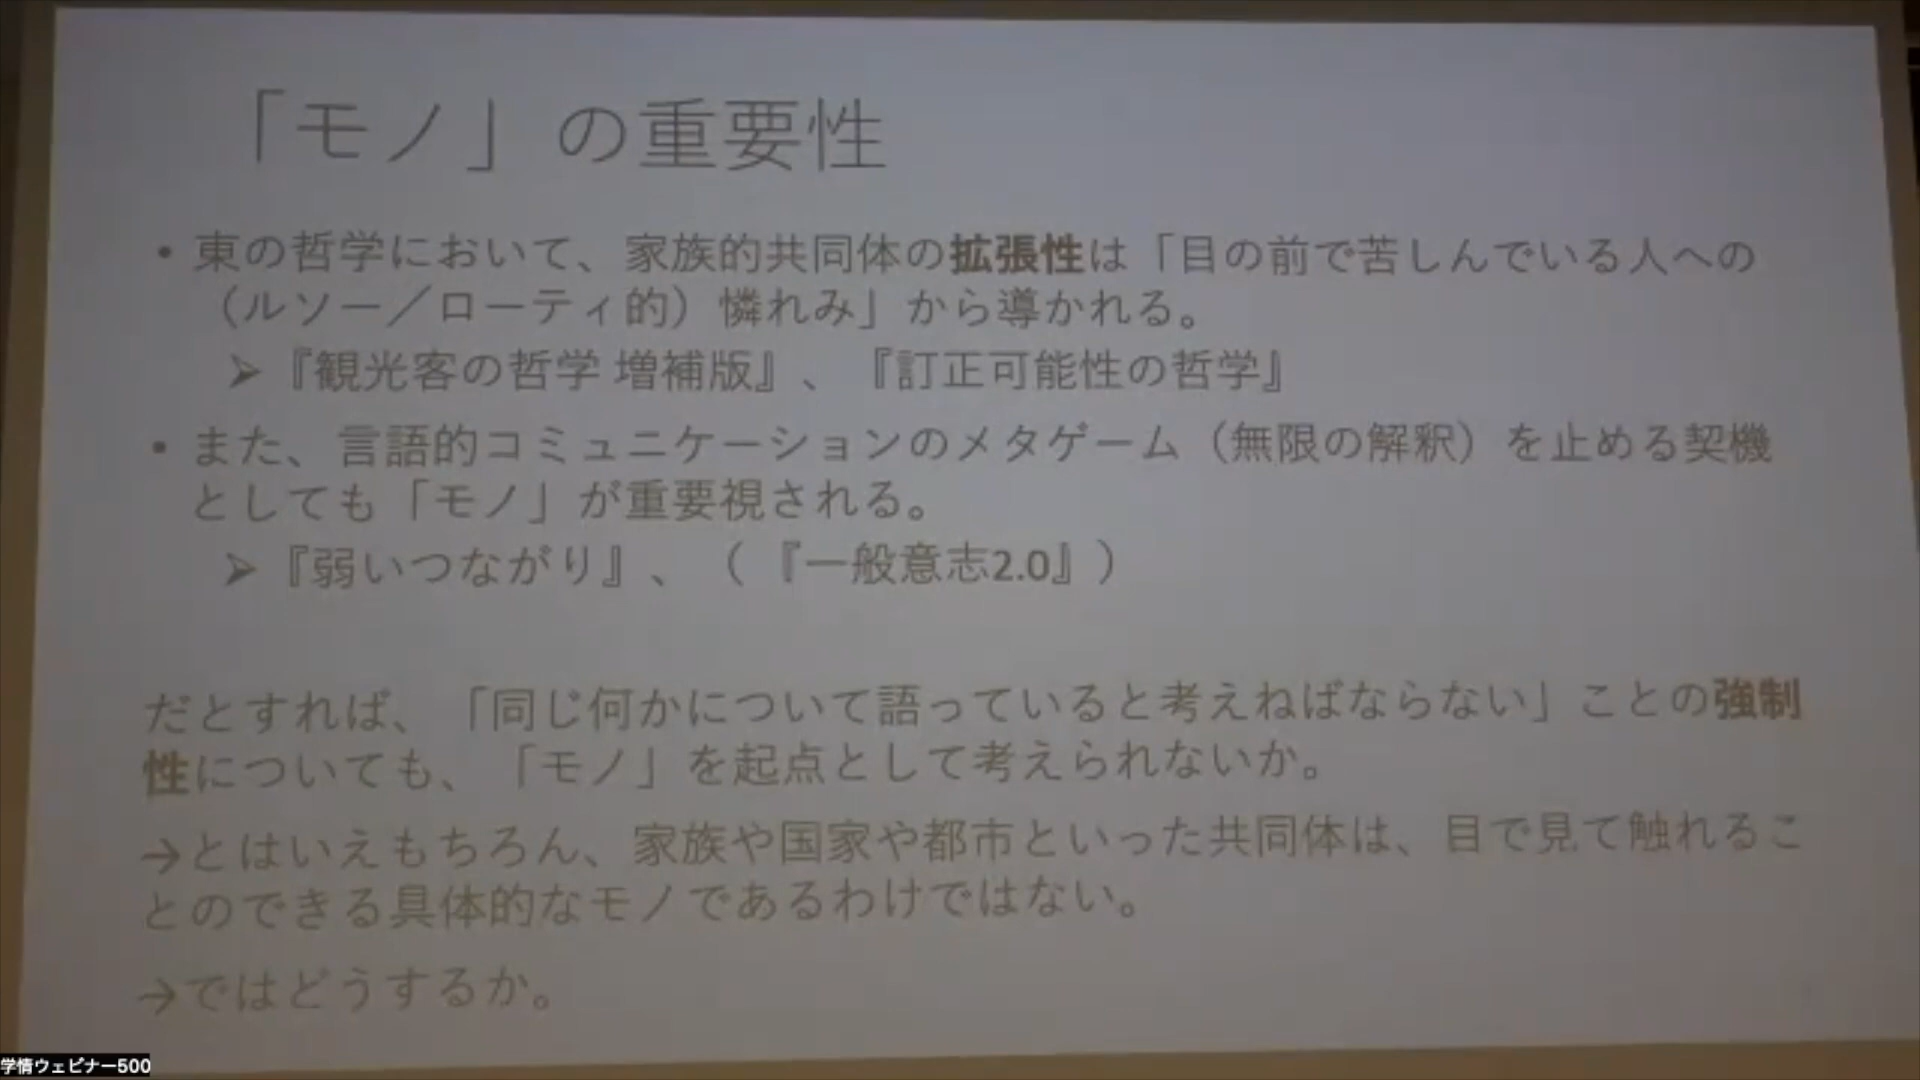 「モノ」の重要性
• 東の哲学において、家族的共同体の拡張性は「目の前で苦しんでいる人への
（ルソー／ローティ的）憐れみ」から導かれる。
➢『観光客の哲学 増補版』、『訂正可能性の哲学』
• また、言語的コミュニケーションのメタゲーム（無限の解釈）を止める契機
としても「モノ」が重要視される。
➢『弱いつながり』、（『一般意志2.0』）
だとすれば、「同じ何かについて語っていると考えねばならない」ことの強制
性についても、「モノ」を起点として考えられないか。
→とはいえもちろん、家族や国家や都市といった共同体は、目で見て触れるこ
とのできる具体的なモノであるわけではない。
→ではどうするか。
学情ウェビナー500